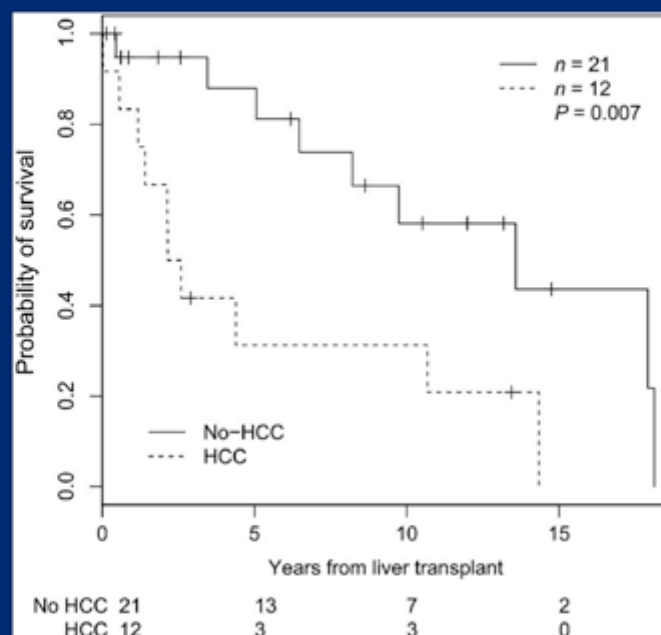 n = 21
n = 12
P = 0.007
Probability of survival
1.0
0.8
0.6
0.4
0.2
0.0
No-HCC
HCC
0 5 10 15
Years from liver transplant
No HCC 21 13 7 2
HCC 12 3 3 0